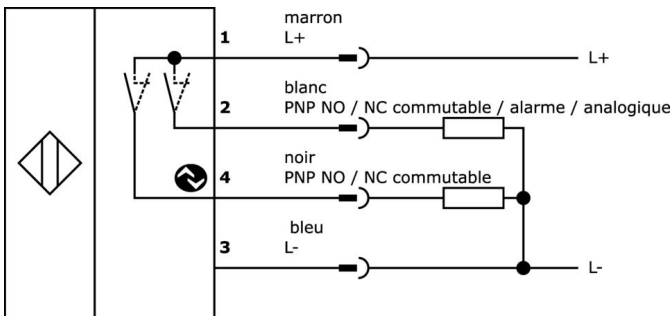 marron
1 L+
L+
blanc
2 PNP NO / NC commutable / alarme / analogique
noir
4 PNP NO / NC commutable
bleu
3 L-
L-